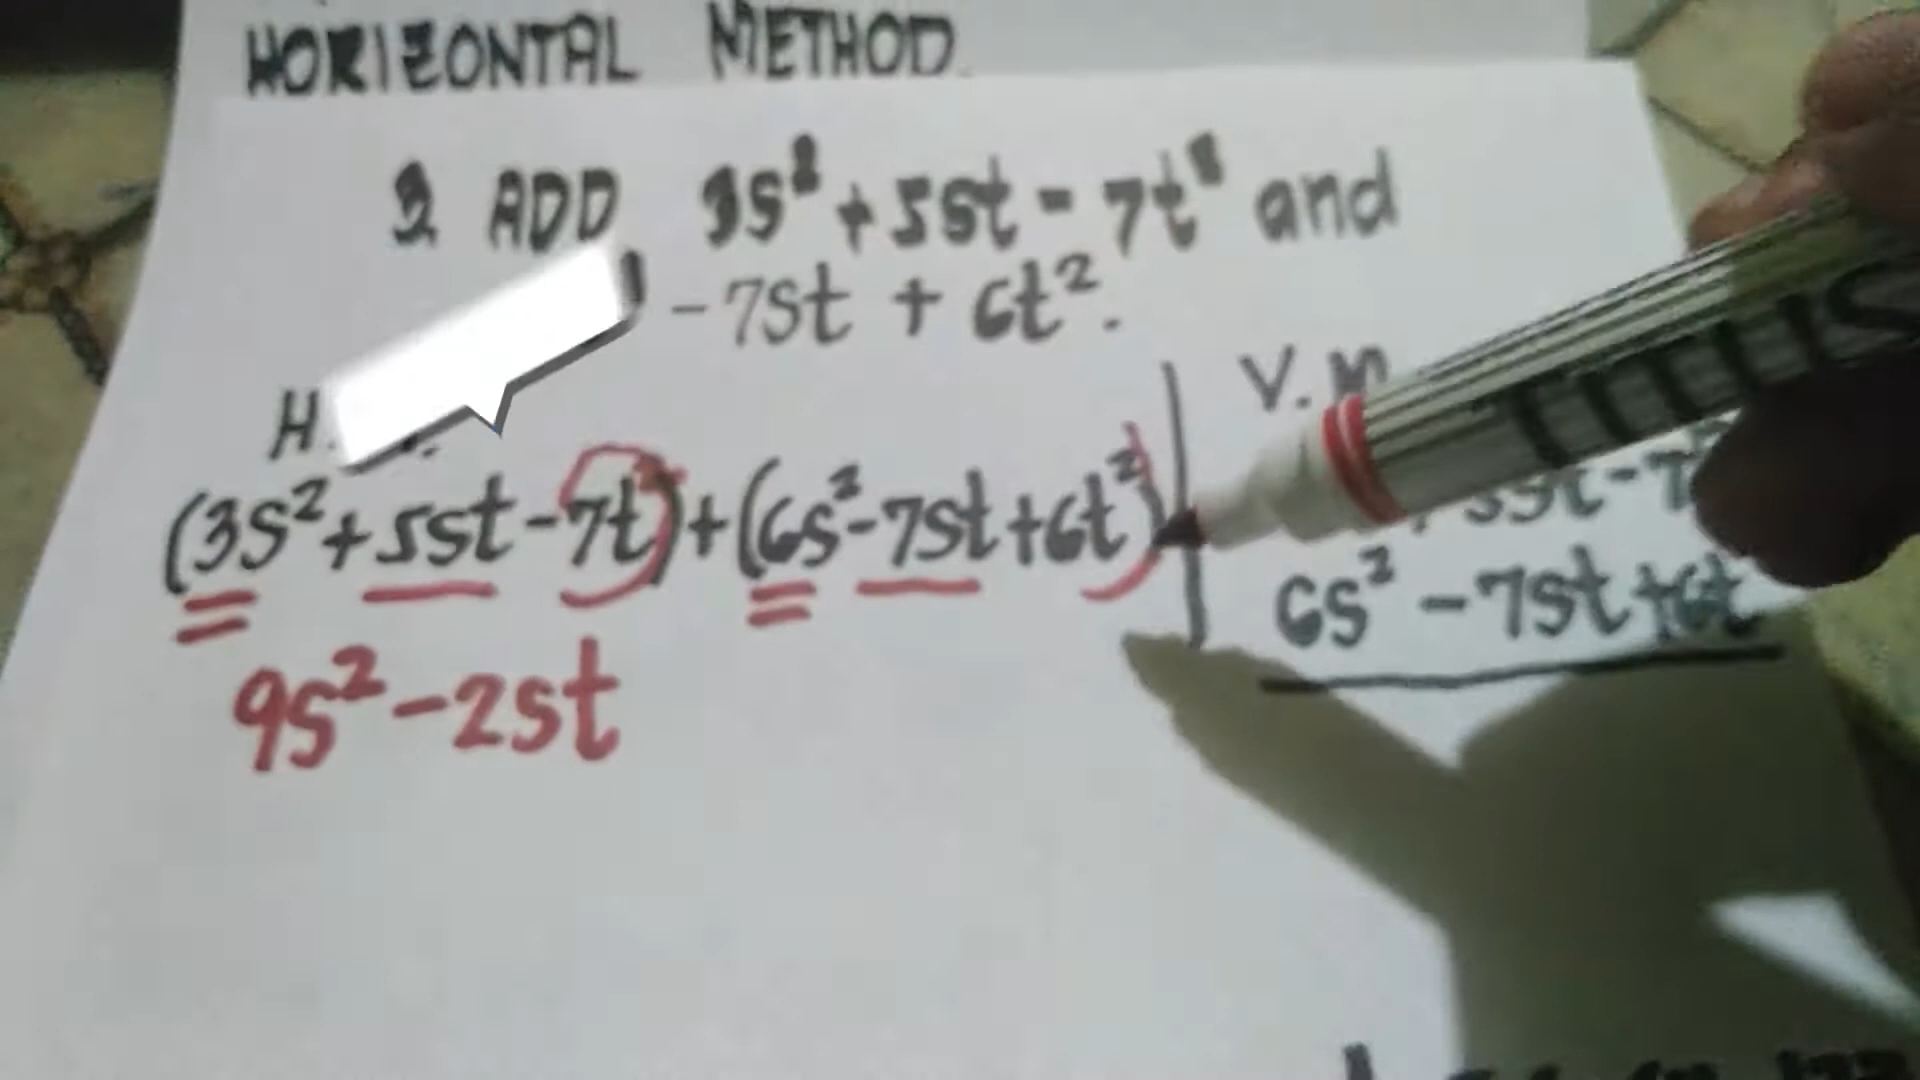 HORIZONTAL METHOD
2 ADD 3s² + 5st - 7t² and
- 7st + 6t².
H.
(3s² + 5st - 7t²) + (6s² - 7st + 6t²)
9s² - 2st
V. M
6s² - 7st + 6t